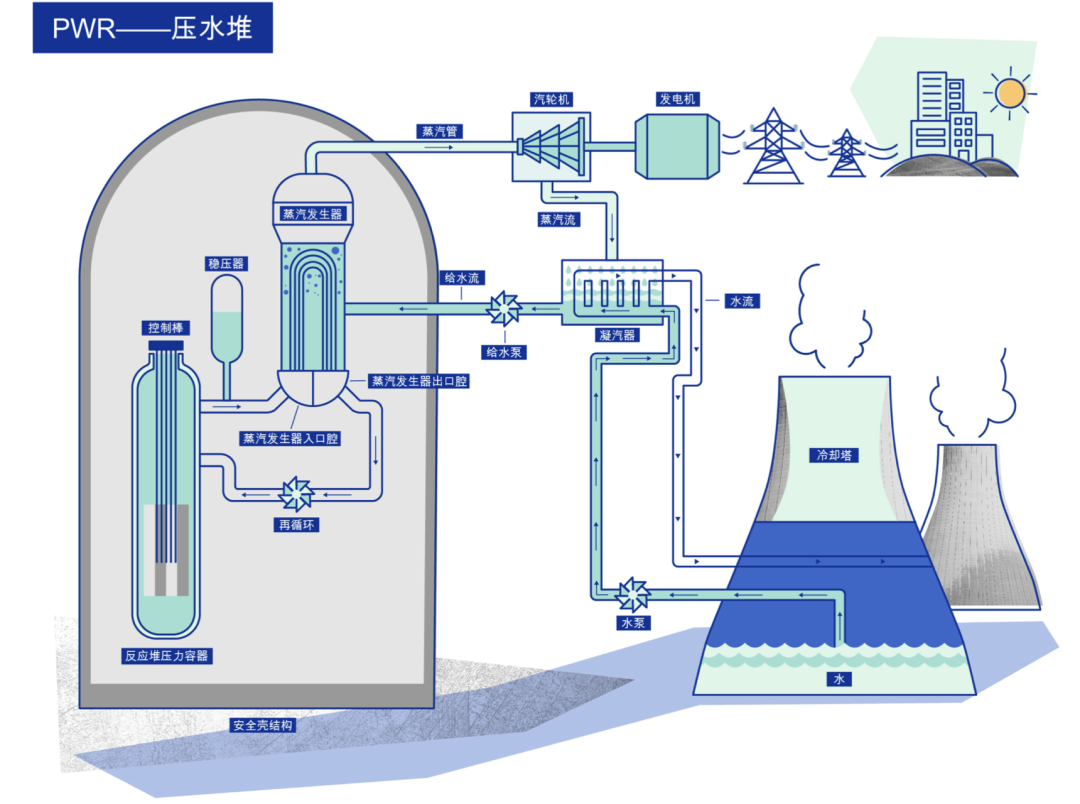 PWR——压水堆
汽轮机
发电机
蒸汽管
蒸汽发生器
蒸汽流
稳压器
给水流
水流
控制棒
凝汽器
给水泵
蒸汽发生器出口腔
蒸汽发生器入口腔
冷却塔
再循环
水泵
反应堆压力容器
水
安全壳结构